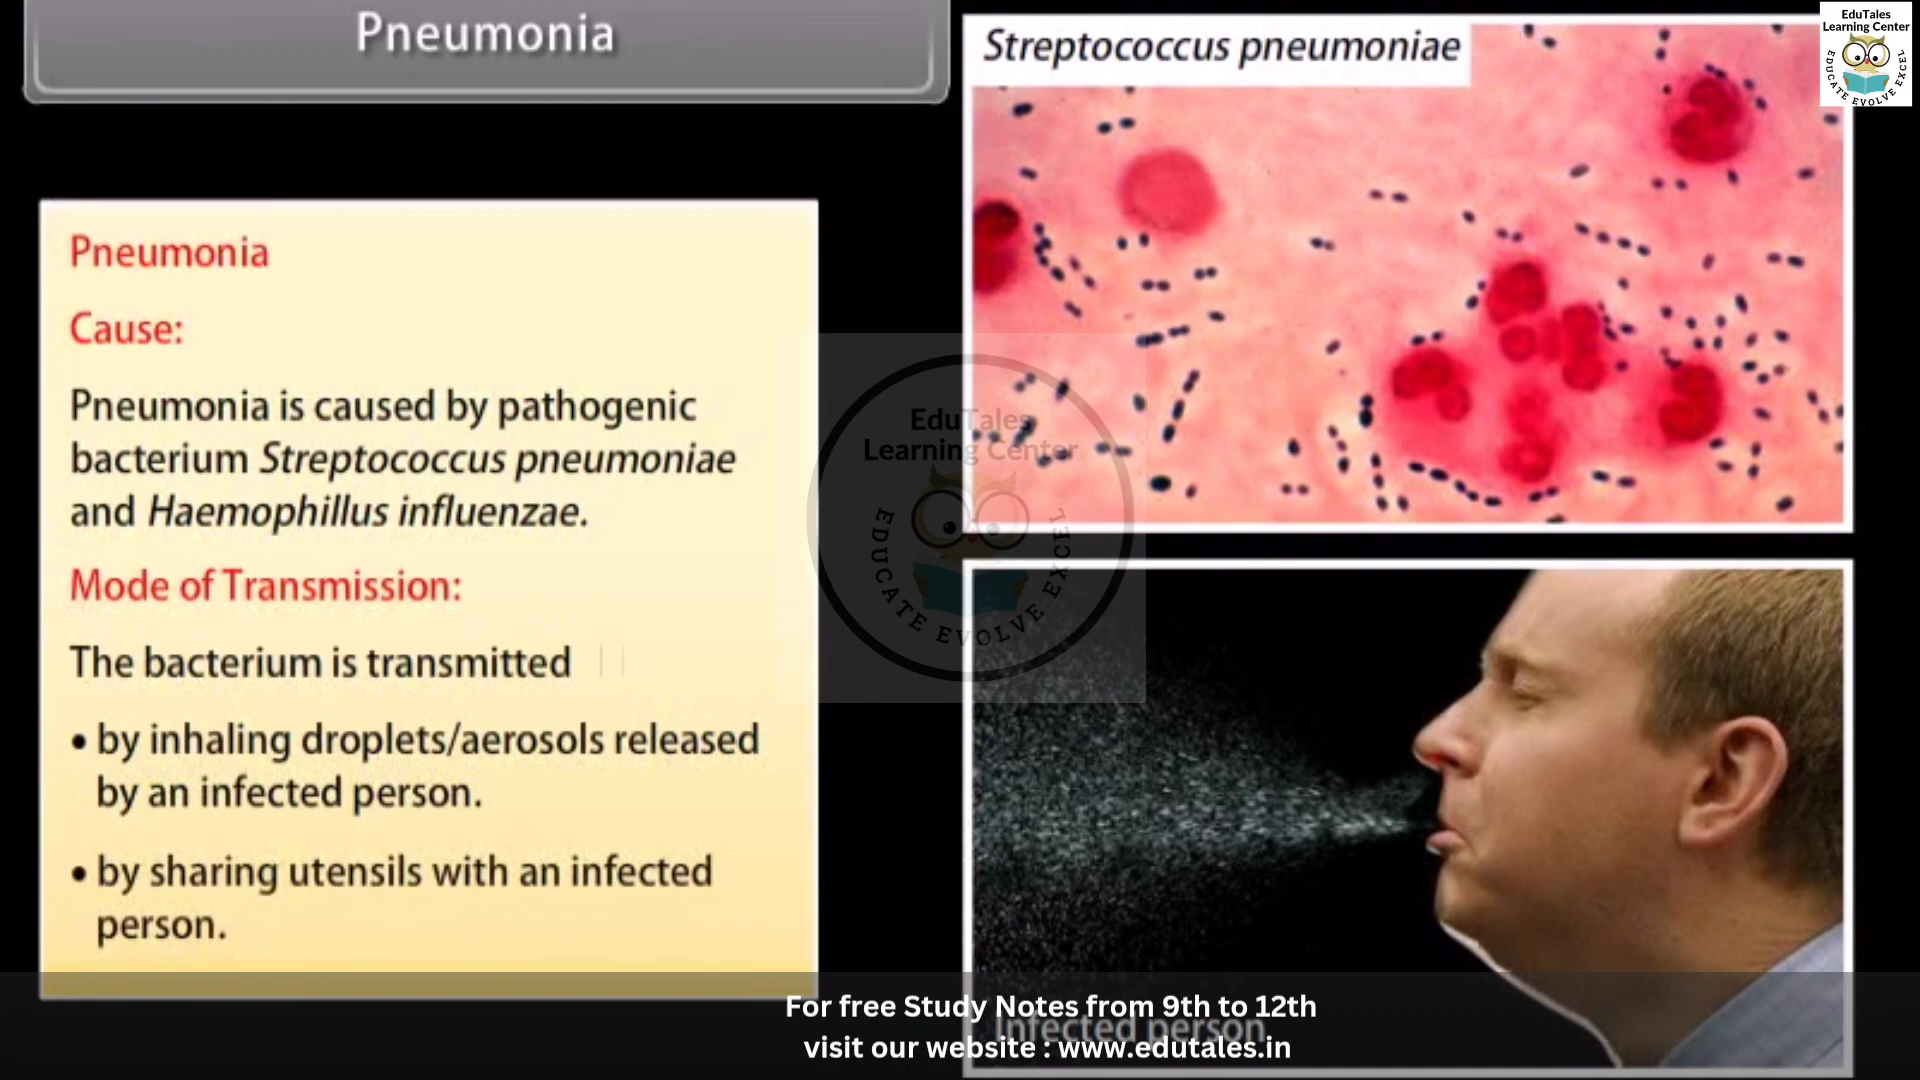 Pneumonia
Streptococcus pneumoniae
EduTales
Learning Center
EDUCATE EVOLVE EXCEL
Pneumonia
Cause:
Pneumonia is caused by pathogenic
bacterium Streptococcus pneumoniae
and Haemophillus influenzae.
Mode of Transmission:
The bacterium is transmitted
• by inhaling droplets/aerosols released
by an infected person.
• by sharing utensils with an infected
person.
EduTales
Learning Center
EDUCATE EVOLVE EXCEL
Infected person
For free Study Notes from 9th to 12th
visit our website : www.edutales.in